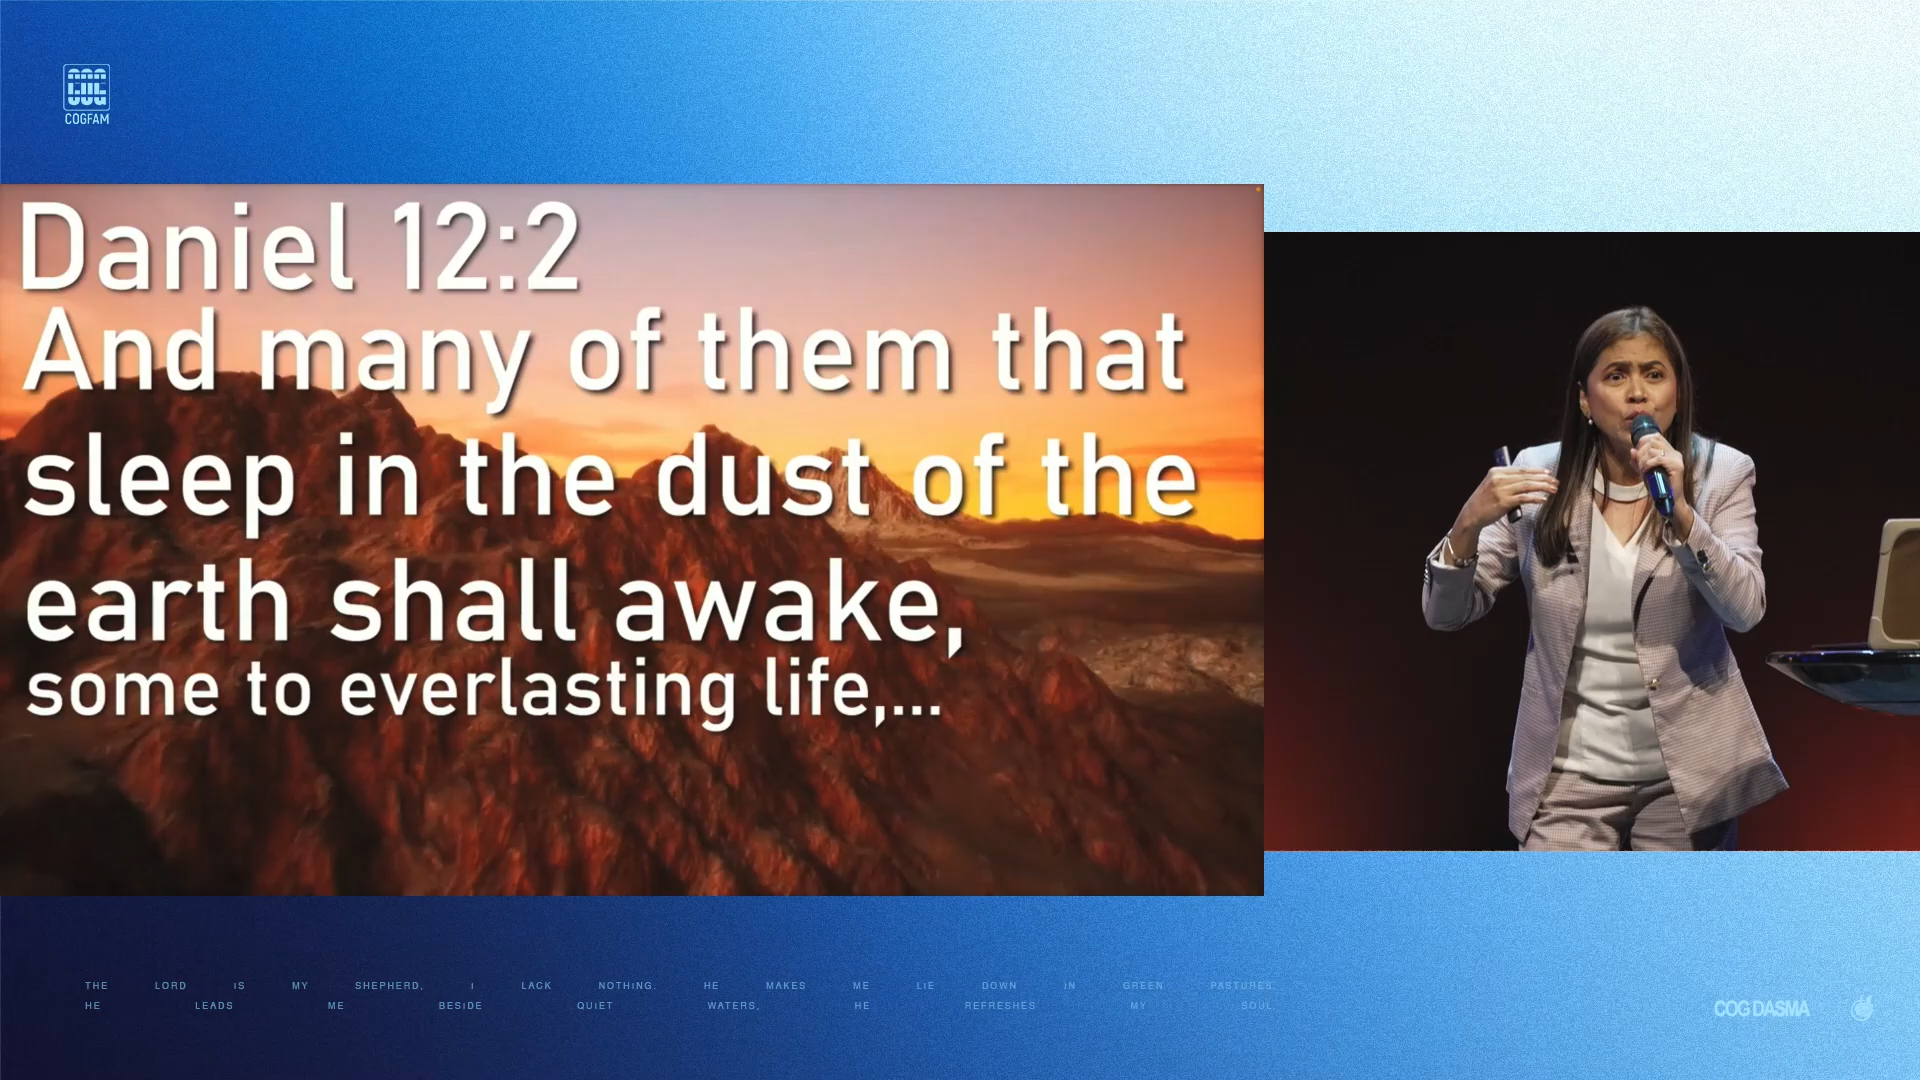 COG
COGFAM
Daniel 12:2
And many of them that
sleep in the dust of the
earth shall awake,
some to everlasting life,...
THE LORD IS MY SHEPHERD, I LACK NOTHING. HE MAKES ME LIE DOWN IN GREEN PASTURES,
HE LEADS ME BESIDE QUIET WATERS, HE REFRESHES MY SOUL
COG DASMA